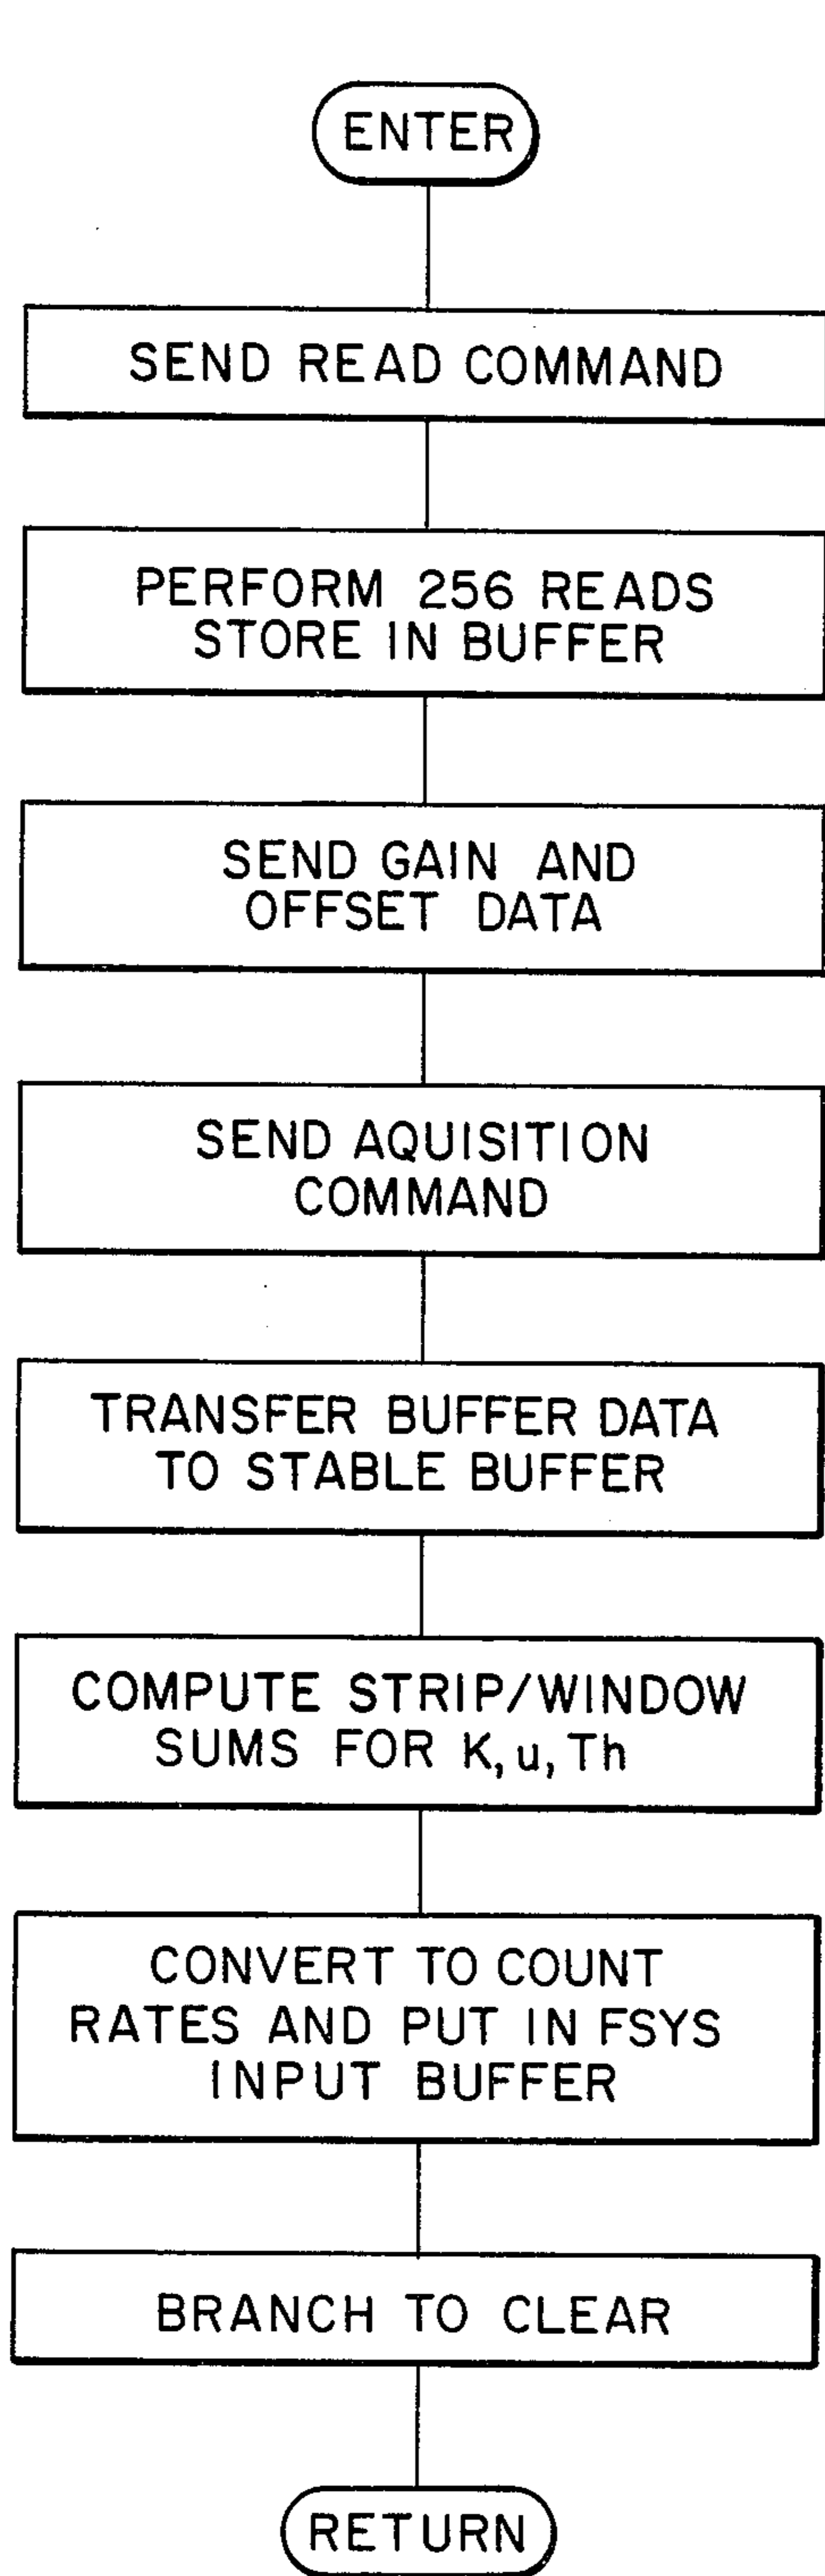 ENTER
SEND READ COMMAND
PERFORM 256 READS
STORE IN BUFFER
SEND GAIN AND
OFFSET DATA
SEND AQUISITION
COMMAND
TRANSFER BUFFER DATA
TO STABLE BUFFER
COMPUTE STRIP/WINDOW
SUMS FOR K, u, Th
CONVERT TO COUNT
RATES AND PUT IN FSYS
INPUT BUFFER
BRANCH TO CLEAR
RETURN